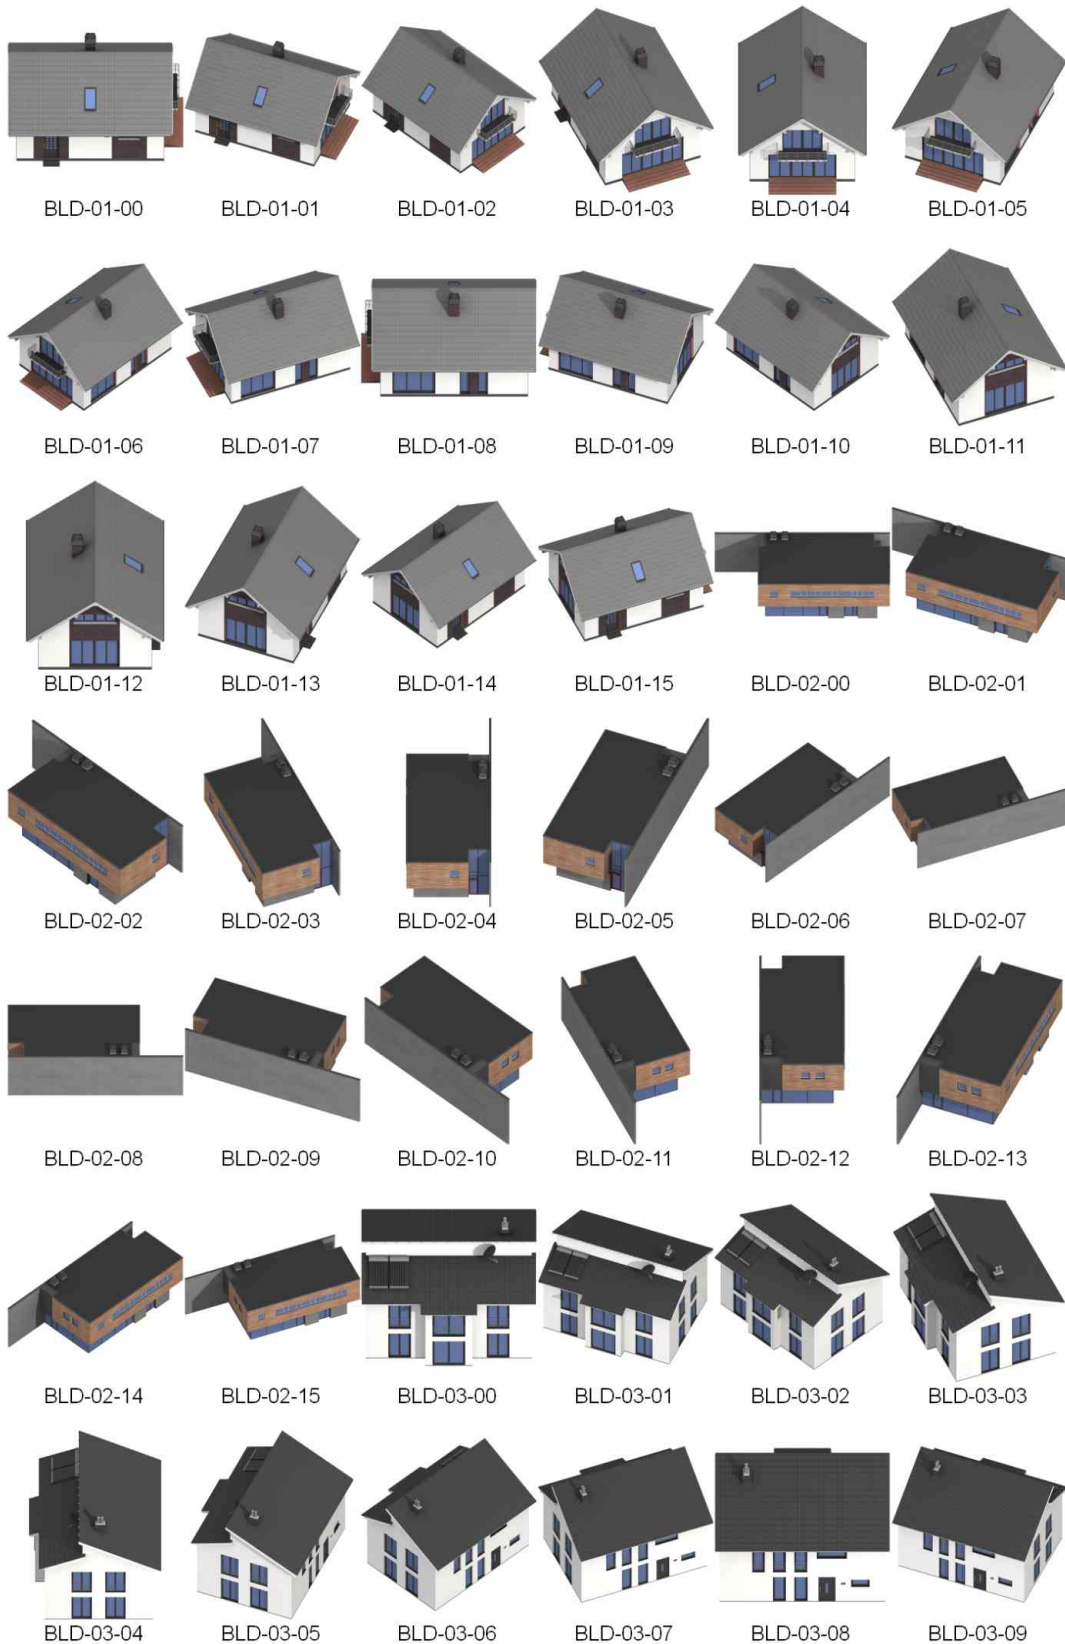 BLD-01-00 BLD-01-01 BLD-01-02 BLD-01-03 BLD-01-04 BLD-01-05
BLD-01-06 BLD-01-07 BLD-01-08 BLD-01-09 BLD-01-10 BLD-01-11
BLD-01-12 BLD-01-13 BLD-01-14 BLD-01-15 BLD-02-00 BLD-02-01
BLD-02-02 BLD-02-03 BLD-02-04 BLD-02-05 BLD-02-06 BLD-02-07
BLD-02-08 BLD-02-09 BLD-02-10 BLD-02-11 BLD-02-12 BLD-02-13
BLD-02-14 BLD-02-15 BLD-03-00 BLD-03-01 BLD-03-02 BLD-03-03
BLD-03-04 BLD-03-05 BLD-03-06 BLD-03-07 BLD-03-08 BLD-03-09